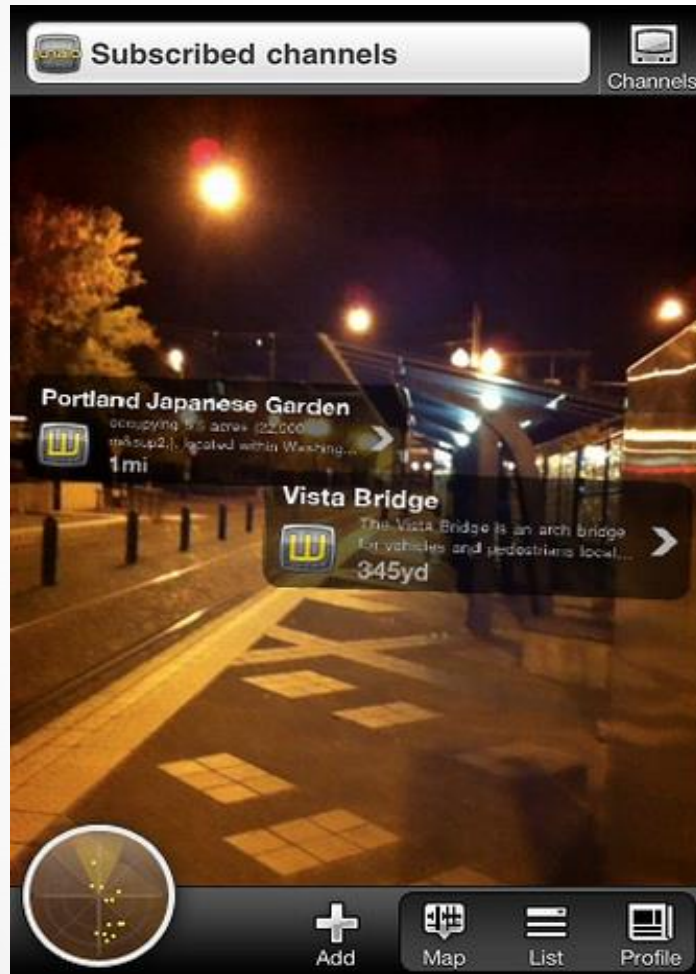 junaio
Subscribed channels
Channels
Portland Japanese Garden
occupying 5.5 acres (22,000
m&sup2;), located within Washing...
1mi
Vista Bridge
The Vista Bridge is an arch bridge
for vehicles and pedestrians local...
345yd
Add
Map
List
Profile